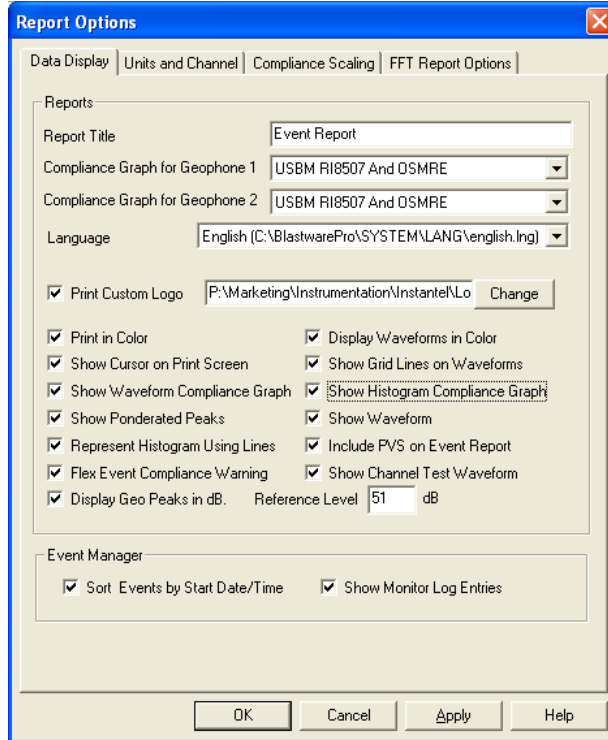 Report Options
Data Display Units and Channel Compliance Scaling FFT Report Options
Reports
Report Title Event Report
Compliance Graph for Geophone 1 USBM RI8507 And OSMRE
Compliance Graph for Geophone 2 USBM RI8507 And OSMRE
Language English (C:\BlastwarePro\SYSTEM\LANG\english.lng)
Print Custom Logo P:\Marketing\Instrumentation\Instantel\Lo Change
Print in Color Display Waveforms in Color
Show Cursor on Print Screen Show Grid Lines on Waveforms
Show Waveform Compliance Graph Show Histogram Compliance Graph
Show Ponderated Peaks Show Waveform
Represent Histogram Using Lines Include PVS on Event Report
Flex Event Compliance Warning Show Channel Test Waveform
Display Geo Peaks in dB. Reference Level 51 dB
Event Manager
Sort Events by Start Date/Time Show Monitor Log Entries
OK Cancel Apply Help